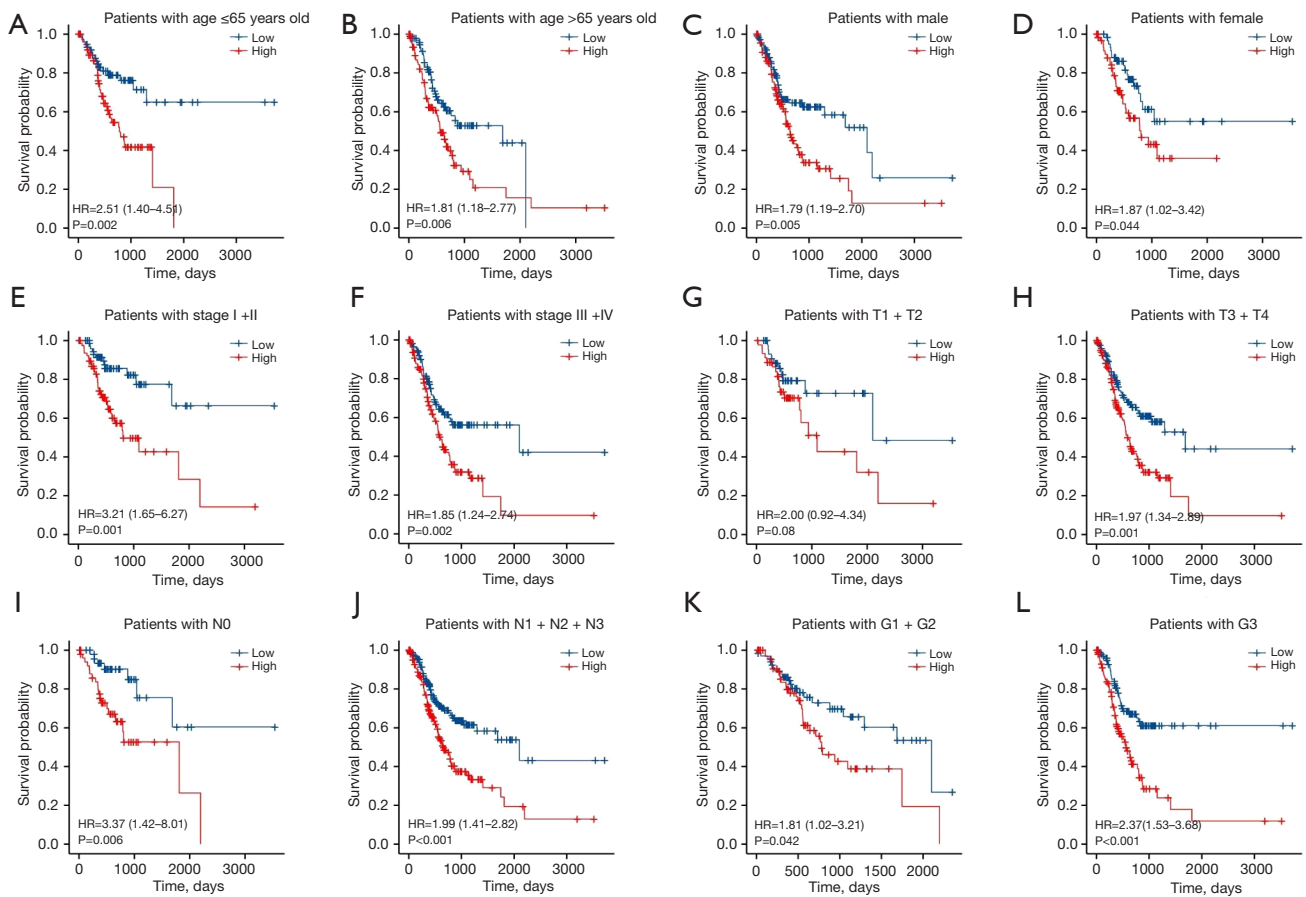 A
Patients with age ≤65 years old
Low
High
1.0
0.8
0.6
0.4
0.2
0.0
Survival probability
HR=2.51 (1.40–4.51)
P=0.002
0 1000 2000 3000
Time, days
B
Patients with age >65 years old
Low
High
1.0
0.8
0.6
0.4
0.2
0.0
Survival probability
HR=1.81 (1.18–2.77)
P=0.006
0 1000 2000 3000
Time, days
C
Patients with male
Low
High
1.0
0.8
0.6
0.4
0.2
0.0
Survival probability
HR=1.79 (1.19–2.70)
P=0.005
0 1000 2000 3000
Time, days
D
Patients with female
Low
High
1.0
0.8
0.6
0.4
0.2
0.0
Survival probability
HR=1.87 (1.02–3.42)
P=0.044
0 1000 2000 3000
Time, days
E
Patients with stage I +II
Low
High
1.0
0.8
0.6
0.4
0.2
0.0
Survival probability
HR=3.21 (1.65–6.27)
P=0.001
0 1000 2000 3000
Time, days
F
Patients with stage III +IV
Low
High
1.0
0.8
0.6
0.4
0.2
0.0
Survival probability
HR=1.85 (1.24–2.74)
P=0.002
0 1000 2000 3000
Time, days
G
Patients with T1 + T2
Low
High
1.0
0.8
0.6
0.4
0.2
0.0
Survival probability
HR=2.00 (0.92–4.34)
P=0.08
0 1000 2000 3000
Time, days
H
Patients with T3 + T4
Low
High
1.0
0.8
0.6
0.4
0.2
0.0
Survival probability
HR=1.97 (1.34–2.89)
P=0.001
0 1000 2000 3000
Time, days
I
Patients with N0
Low
High
1.0
0.8
0.6
0.4
0.2
0.0
Survival probability
HR=3.37 (1.42–8.01)
P=0.006
0 1000 2000 3000
Time, days
J
Patients with N1 + N2 + N3
Low
High
1.0
0.8
0.6
0.4
0.2
0.0
Survival probability
HR=1.99 (1.41–2.82)
P<0.001
0 1000 2000 3000
Time, days
K
Patients with G1 + G2
Low
High
1.0
0.8
0.6
0.4
0.2
0.0
Survival probability
HR=1.81 (1.02–3.21)
P=0.042
0 500 1000 1500 2000
Time, days
L
Patients with G3
Low
High
1.0
0.8
0.6
0.4
0.2
0.0
Survival probability
HR=2.37(1.53–3.68)
P<0.001
0 1000 2000 3000
Time, days